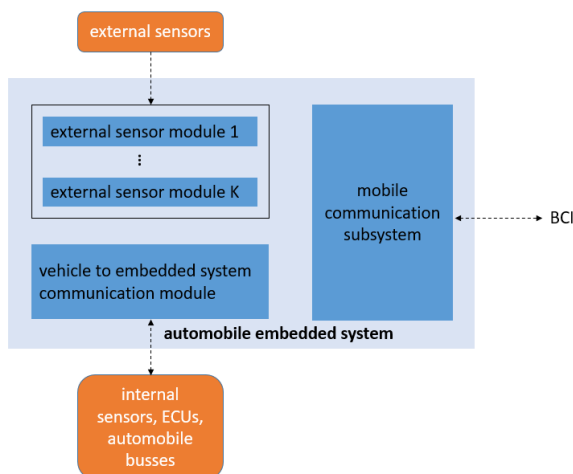 external sensors
external sensor module 1
⋮
external sensor module K
mobile
communication
subsystem
BCI
vehicle to embedded system
communication module
automobile embedded system
internal
sensors, ECUs,
automobile
busses